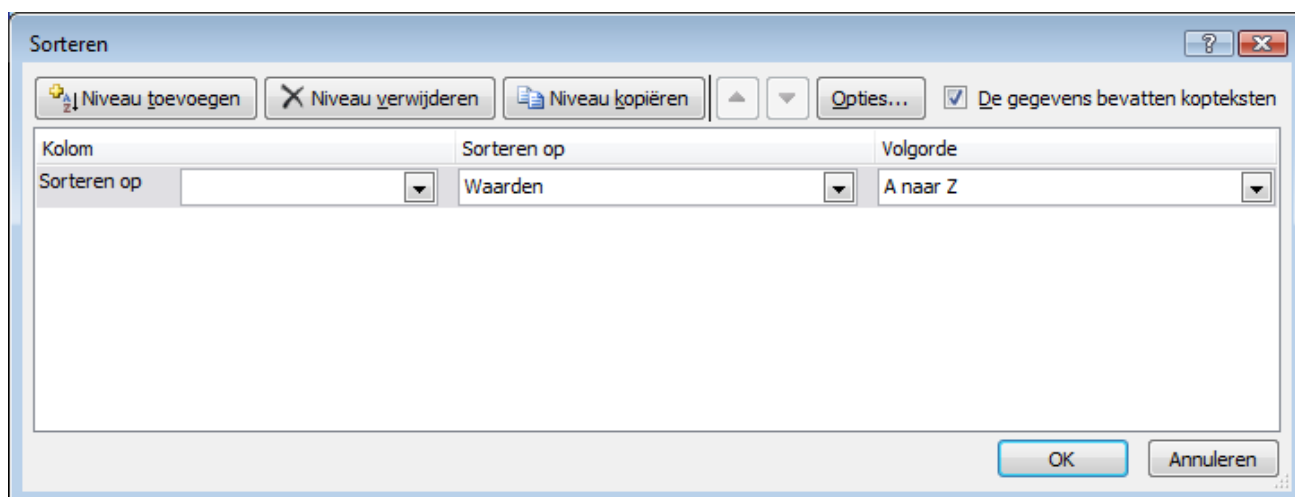 Sorteren
Niveau toevoegen Niveau verwijderen Niveau kopiëren Opties... De gegevens bevatten kopteksten
Kolom Sorteren op Volgorde
Sorteren op Waarden A naar Z
OK Annuleren